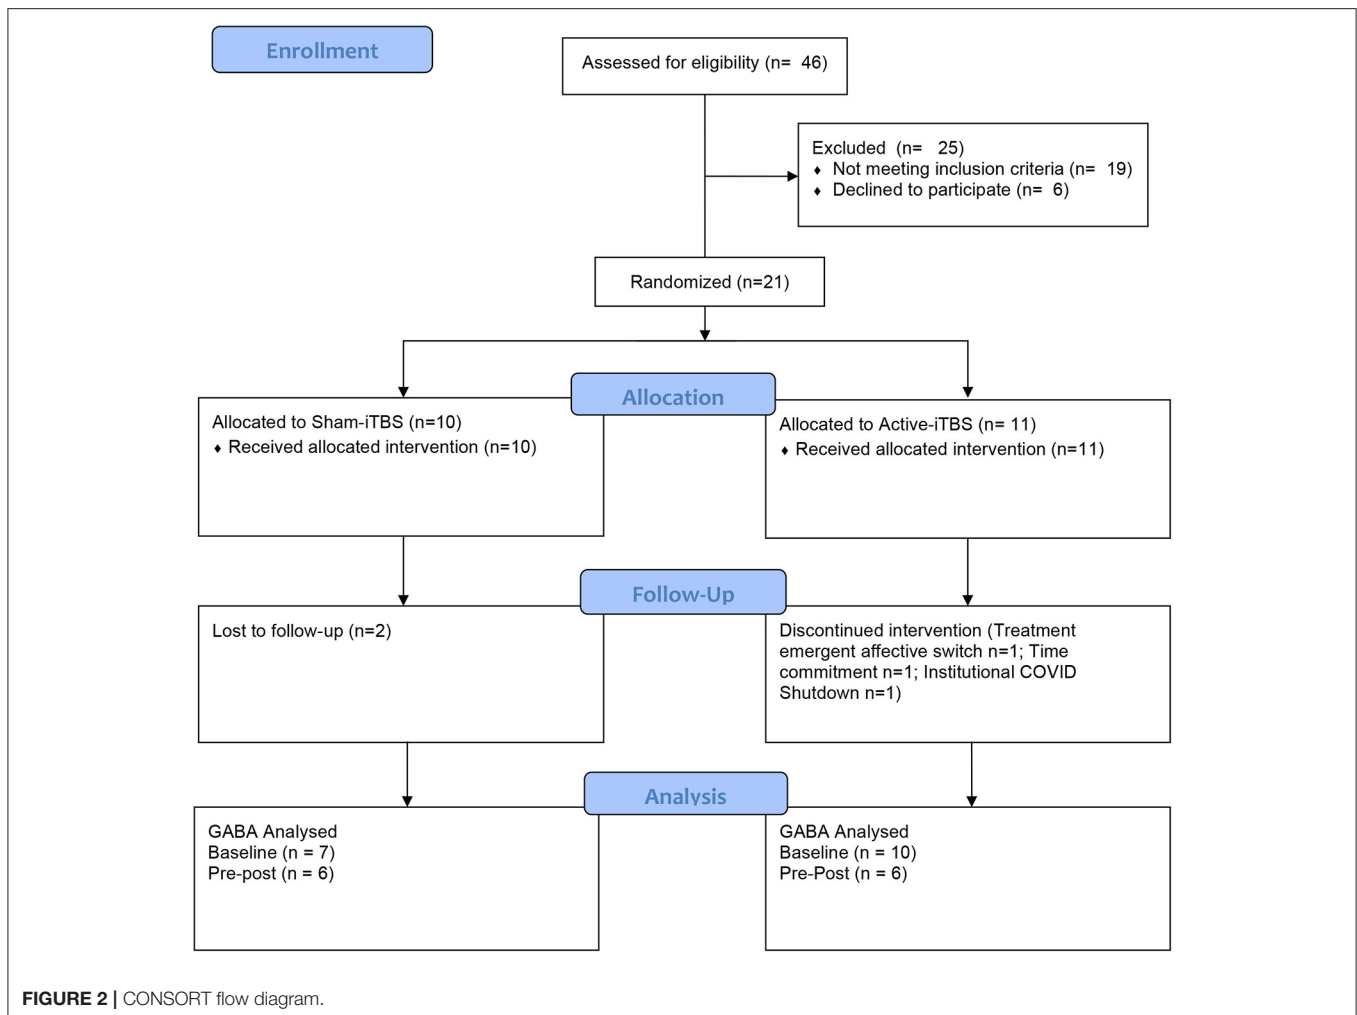 Enrollment
Assessed for eligibility (n=  46)
Excluded  (n=   25)
♦ Not meeting inclusion criteria (n=  19)
♦ Declined to participate (n=  6)
Randomized (n=21)
Allocation
Allocated to Sham-iTBS (n=10)
♦ Received allocated intervention (n=10)
Allocated to Active-iTBS (n= 11)
♦ Received allocated intervention (n=11)
Follow-Up
Lost to follow-up (n=2)
Discontinued intervention (Treatment
emergent affective switch n=1; Time
commitment n=1; Institutional COVID
Shutdown n=1)
Analysis
GABA Analysed
Baseline (n = 7)
Pre-post (n = 6)
GABA Analysed
Baseline (n = 10)
Pre-Post (n = 6)
FIGURE 2 | CONSORT flow diagram.